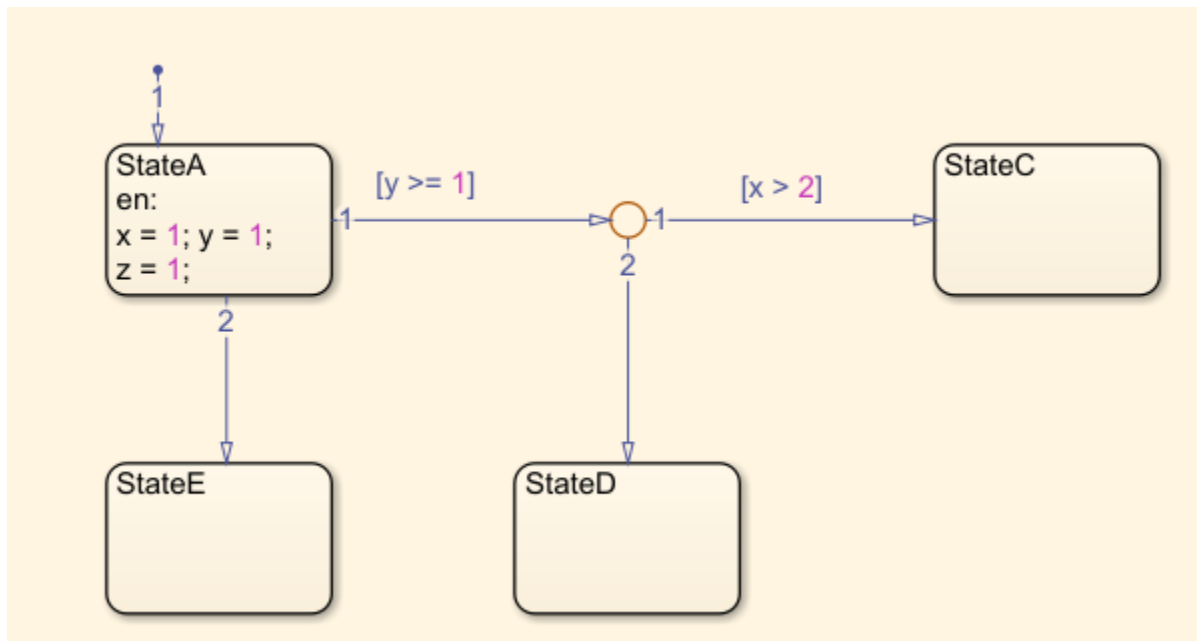 1
StateA
en:
x = 1; y = 1;
z = 1;
1
[y >= 1]
1
[x > 2]
StateC
2
2
StateE
StateD